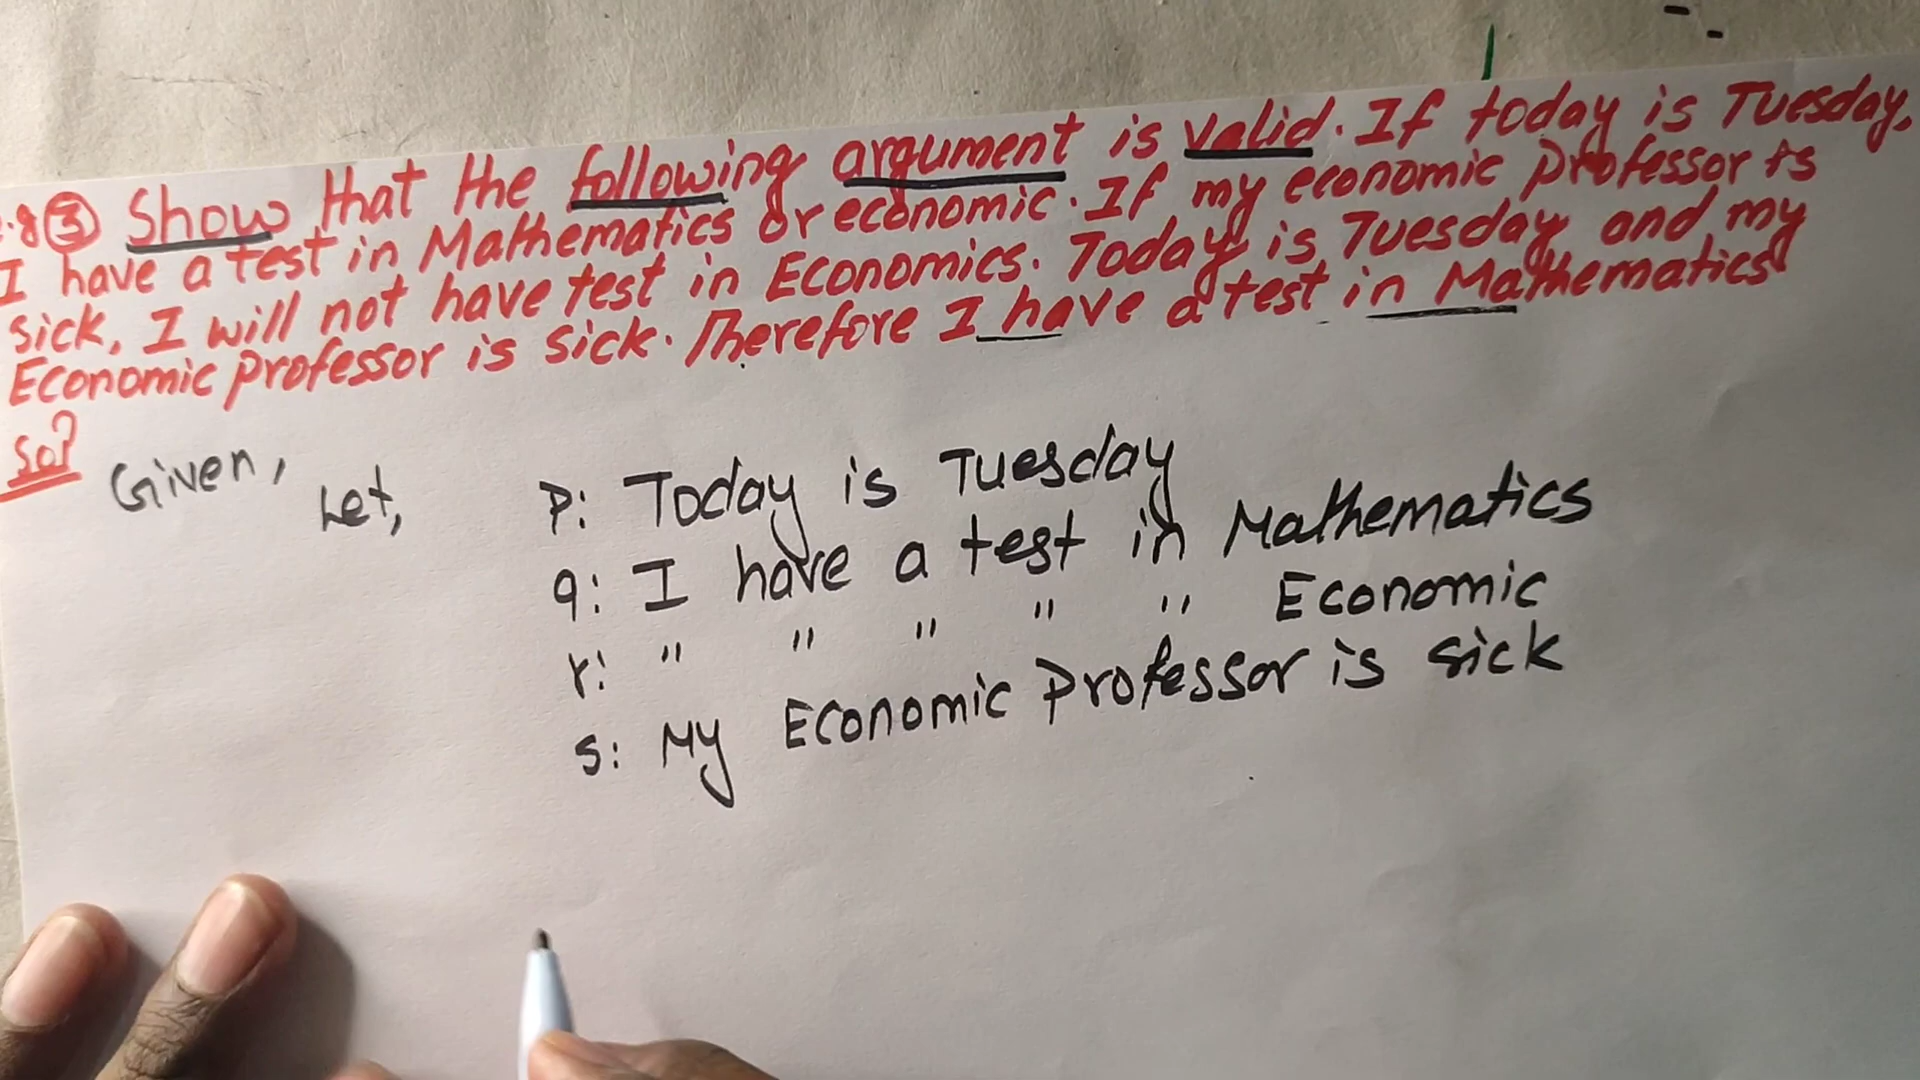 ③ Show that the following argument is valid. If today is Tuesday,
I have a test in Mathematics or economic. If my economic professor is
sick, I will not have test in Economics. Today is Tuesday and my
Economic professor is sick. Therefore I have a test in Mathematics
Given, Let, P: Today is Tuesday
q: I have a test in Mathematics
r: " " " " " Economic
s: My Economic Professor is sick